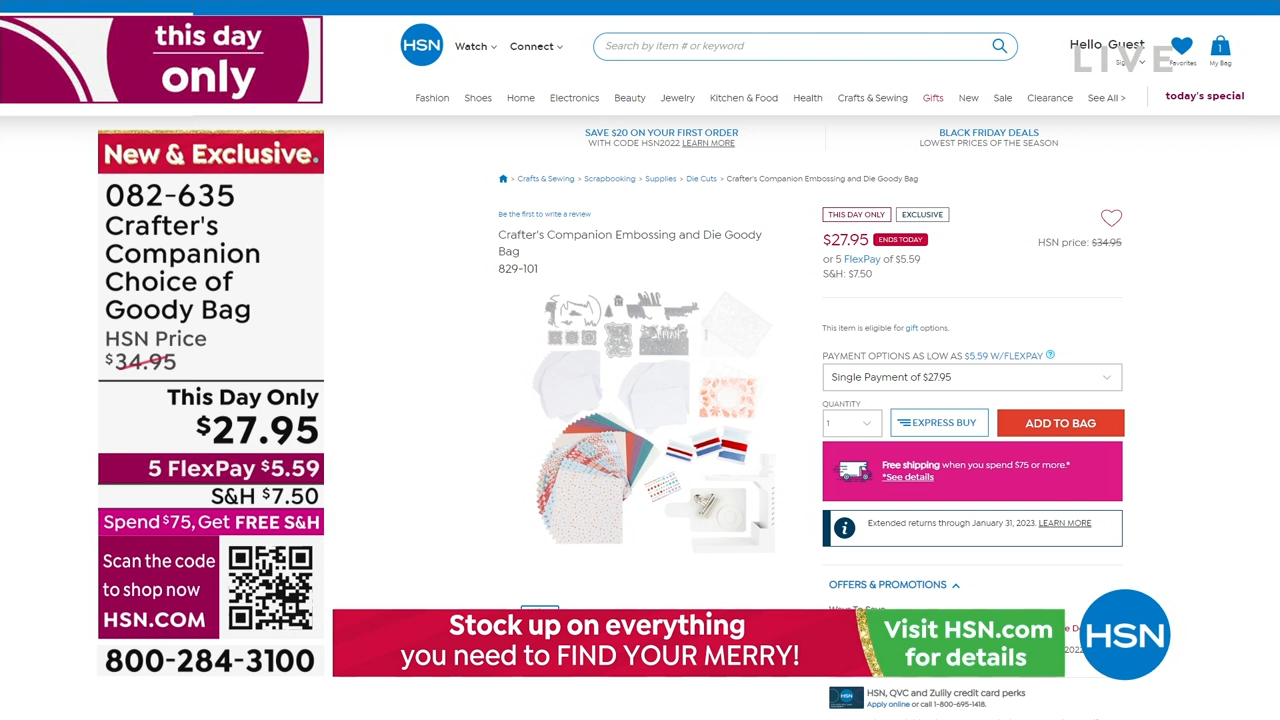 this day
only
New & Exclusive.
082-635
Crafter's
Companion
Choice of
Goody Bag
HSN Price
$34.95
This Day Only
$27.95
5 FlexPay $5.59
S&H $7.50
Spend $75, Get FREE S&H
Scan the code
to shop now
HSN.COM
800-284-3100
HSN
Watch
Connect
Search by item # or keyword
Hello, Guest
LIVE
Favorites
1
My Bag
Fashion Shoes Home Electronics Beauty Jewelry Kitchen & Food Health Crafts & Sewing Gifts New Sale Clearance See All >
today's special
SAVE $20 ON YOUR FIRST ORDER
WITH CODE HSN2022 LEARN MORE
BLACK FRIDAY DEALS
LOWEST PRICES OF THE SEASON
> Crafts & Sewing > Scrapbooking > Supplies > Die Cuts > Crafter's Companion Embossing and Die Goody Bag
Be the first to write a review
Crafter's Companion Embossing and Die Goody
Bag
829-101
THIS DAY ONLY
EXCLUSIVE
$27.95 ENDS TODAY
HSN price: $34.95
or 5 FlexPay of $5.59
S&H: $7.50
This item is eligible for gift options.
PAYMENT OPTIONS AS LOW AS $5.59 W/FLEXPAY ?
Single Payment of $27.95
QUANTITY
1
EXPRESS BUY
ADD TO BAG
Free shipping when you spend $75 or more.*
*See details
Extended returns through January 31, 2023. LEARN MORE
OFFERS & PROMOTIONS
Stock up on everything
you need to FIND YOUR MERRY!
Visit HSN.com
for details
HSN
HSN, QVC and Zulily credit card perks
Apply online or call 1-800-695-1418.